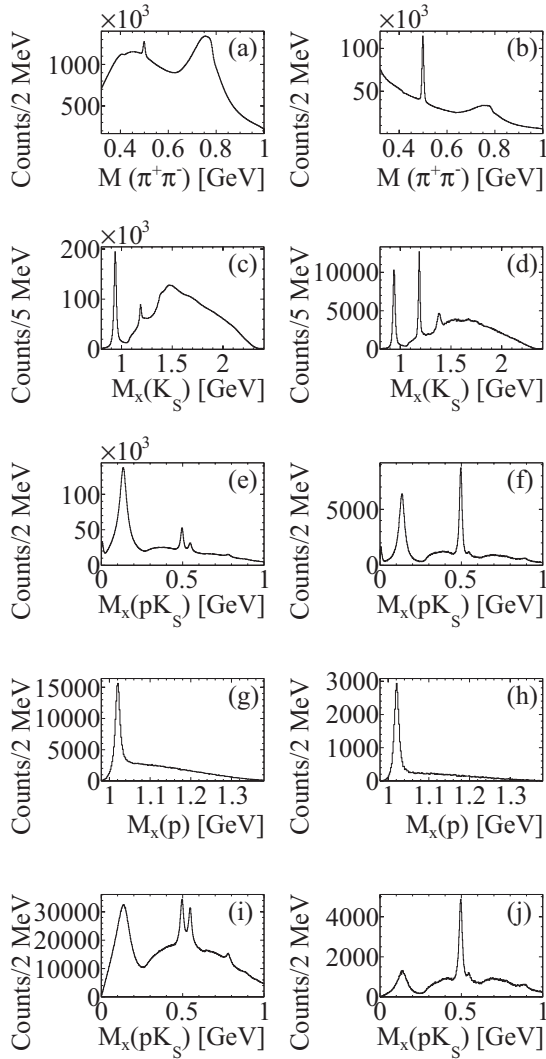 ×10³ ×10³
Counts/2 MeV 1000 500 (a) Counts/2 MeV 100 50 (b)
0.4 0.6 0.8 1 0.4 0.6 0.8 1
M (π⁺π⁻) [GeV] M (π⁺π⁻) [GeV]
×10³
Counts/5 MeV 200 100 0 (c) Counts/5 MeV 10000 5000 0 (d)
1 1.5 2 1 1.5 2
Mₓ(K_S) [GeV] Mₓ(K_S) [GeV]
×10³
Counts/2 MeV 100 50 0 (e) Counts/2 MeV 5000 0 (f)
0 0.5 1 0 0.5 1
Mₓ(pK_S) [GeV] Mₓ(pK_S) [GeV]
Counts/2 MeV 15000 10000 5000 0 (g) Counts/2 MeV 3000 2000 1000 0 (h)
1 1.1 1.2 1.3 1 1.1 1.2 1.3
Mₓ(p) [GeV] Mₓ(p) [GeV]
Counts/2 MeV 30000 20000 10000 0 (i) Counts/2 MeV 4000 2000 0 (j)
0 0.5 1 0 0.5 1
Mₓ(pK_S) [GeV] Mₓ(pK_S) [GeV]